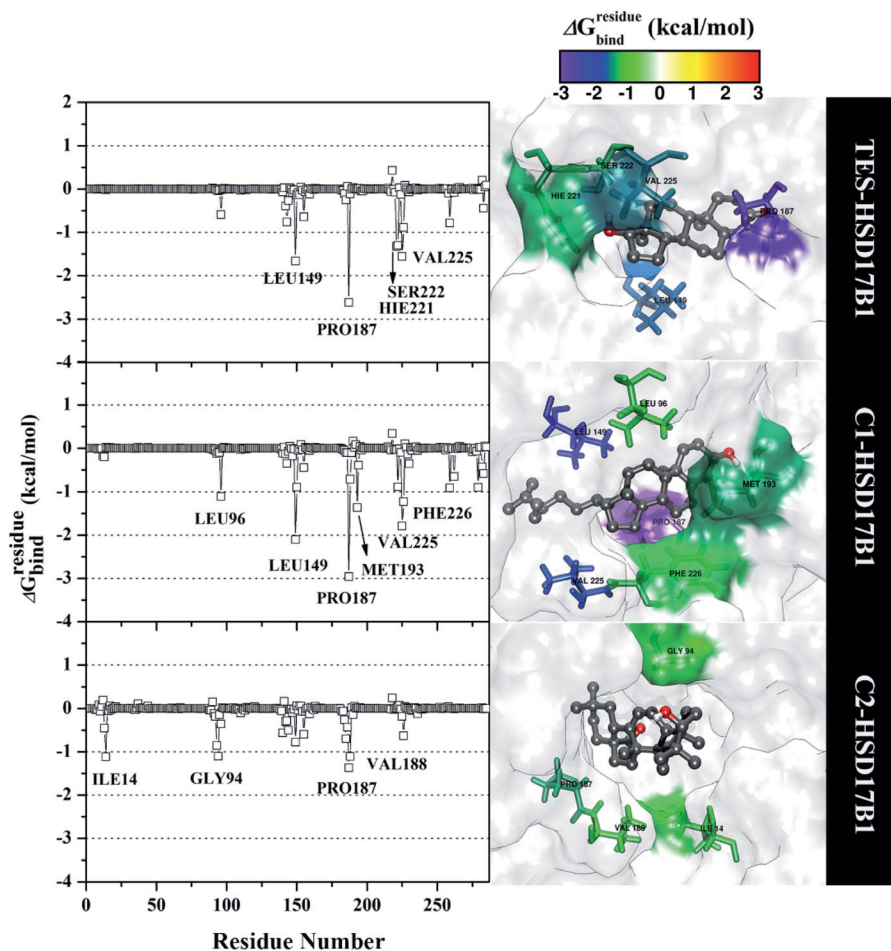 ΔG residue bind (kcal/mol)
-3 -2 -1 0 1 2 3
ΔG residue bind (kcal/mol)
2
1
0
-1
-2
-3
-4
LEU149
PRO187
VAL225
SER222
HIE221
SER 222
HIE 221
VAL 225
PRO 187
LEU 149
TES-HSD17B1
1
0
-1
-2
-3
-4
LEU96
LEU149
PRO187
MET193
VAL225
PHE226
LEU 96
LEU 149
MET 193
PRO 187
PHE 226
VAL 225
C1-HSD17B1
1
0
-1
-2
-3
-4
ILE14
GLY94
PRO187
VAL188
GLY 94
PRO 187
VAL 188
ILE 14
C2-HSD17B1
0 50 100 150 200 250
Residue Number